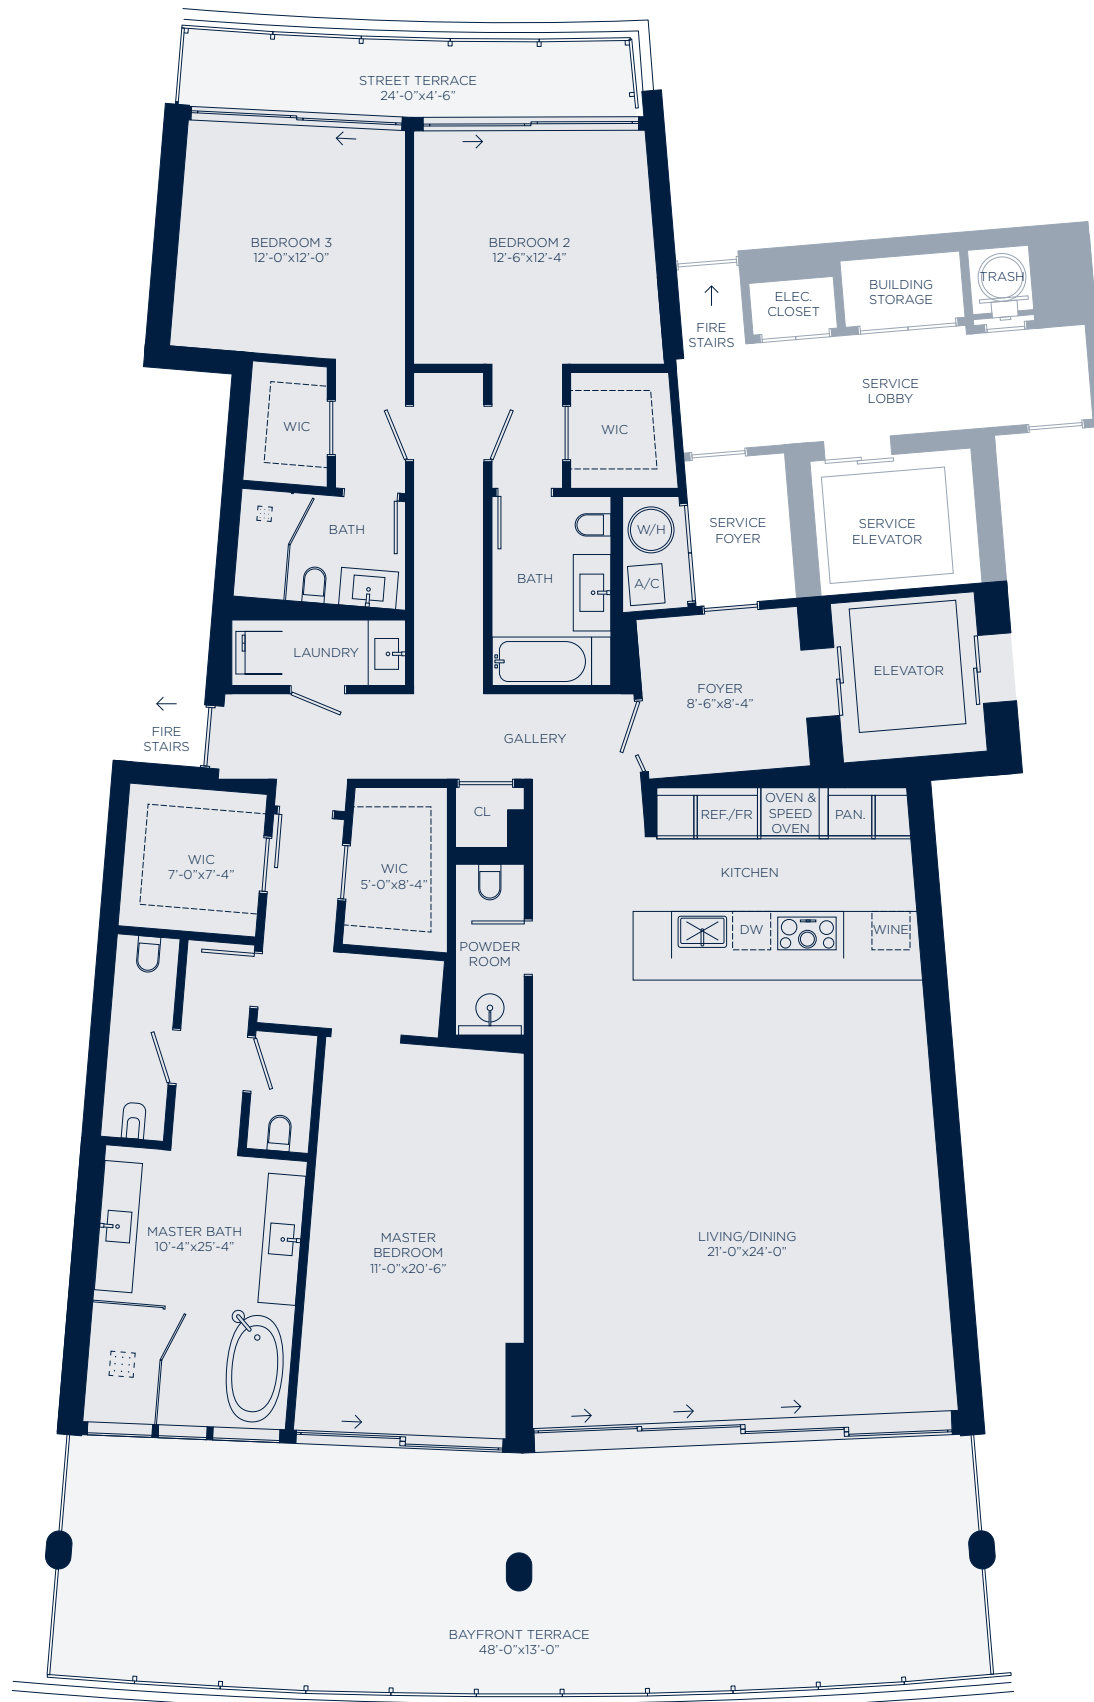 STREET TERRACE
24'-0"x4'-6"
BEDROOM 3
12'-0"x12'-0"
BEDROOM 2
12'-6"x12'-4"
TRASH
BUILDING
STORAGE
ELEC.
CLOSET
FIRE
STAIRS
SERVICE
LOBBY
WIC
WIC
BATH
W/H
SERVICE
FOYER
SERVICE
ELEVATOR
BATH
A/C
LAUNDRY
ELEVATOR
FOYER
8'-6"x8'-4"
FIRE
STAIRS
GALLERY
CL
REF./FR
OVEN &
SPEED
OVEN
PAN.
WIC
7'-0"x7'-4"
WIC
5'-0"x8'-4"
KITCHEN
DW
WINE
POWDER
ROOM
MASTER BATH
10'-4"x25'-4"
MASTER
BEDROOM
11'-0"x20'-6"
LIVING/DINING
21'-0"x24'-0"
BAYFRONT TERRACE
48'-0"x13'-0"